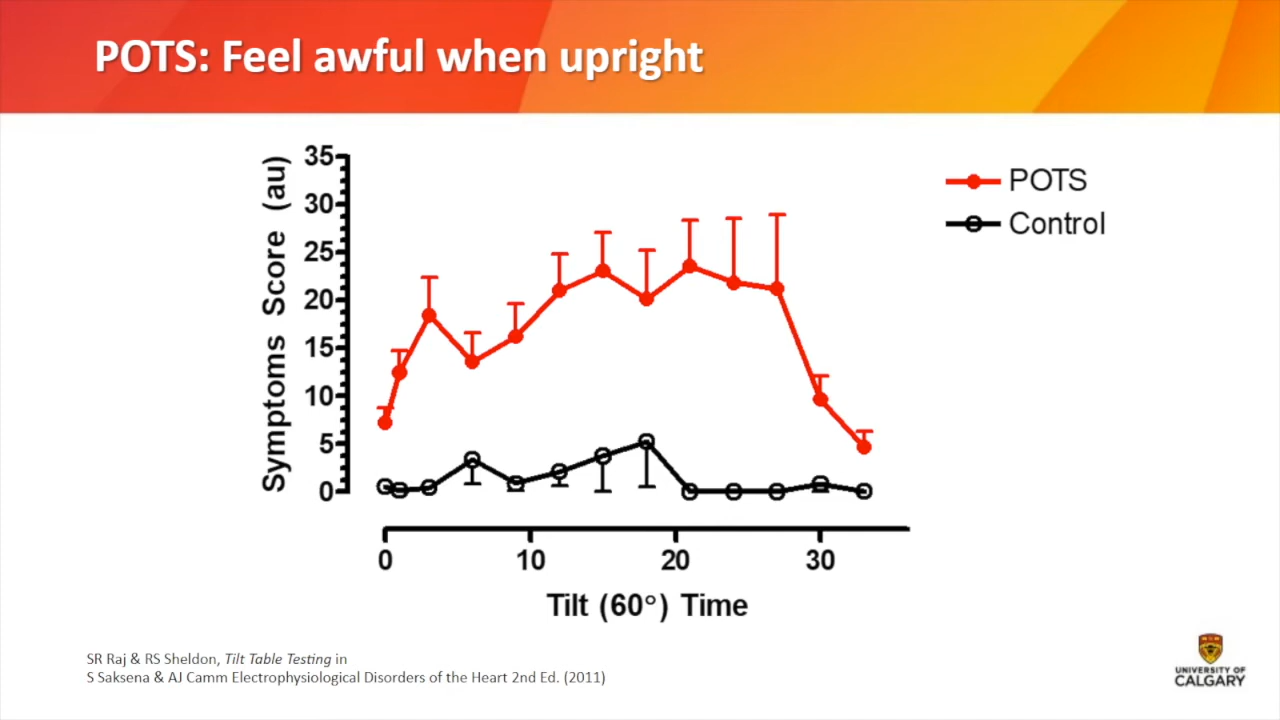 POTS: Feel awful when upright
35
30
25
20
15
10
5
0
Symptoms Score (au)
POTS
Control
0 10 20 30
Tilt (60°) Time
SR Raj & RS Sheldon, Tilt Table Testing in
S Saksena & AJ Camm Electrophysiological Disorders of the Heart 2nd Ed. (2011)
UNIVERSITY OF
CALGARY